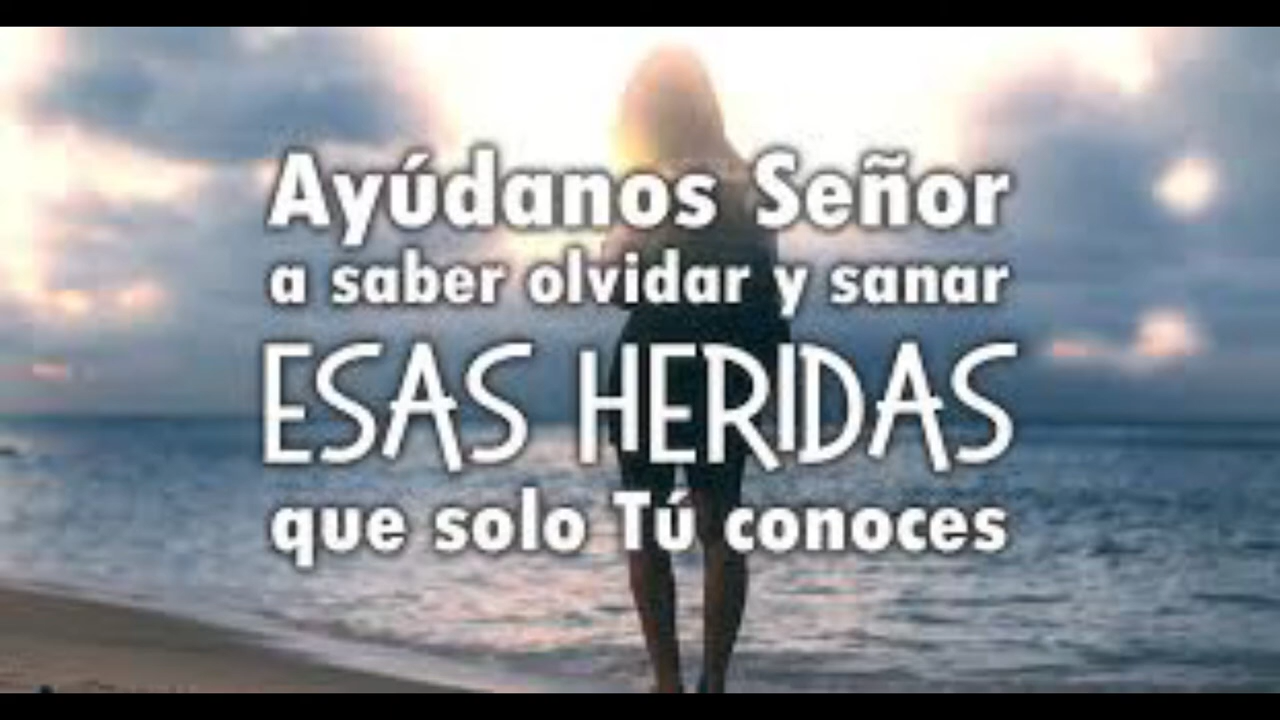 Ayúdanos Señor
a saber olvidar y sanar
ESAS HERIDAS
que solo Tú conoces